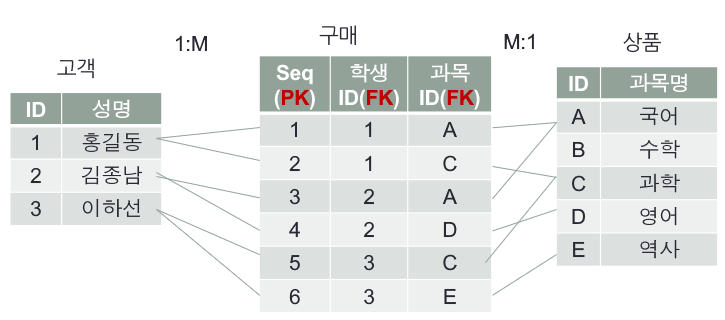 고객
ID 성명
1 홍길동
2 김종남
3 이하선
1:M
구매
Seq (PK) 학생 ID(FK) 과목 ID(FK)
1 1 A
2 1 C
3 2 A
4 2 D
5 3 C
6 3 E
M:1
상품
ID 과목명
A 국어
B 수학
C 과학
D 영어
E 역사